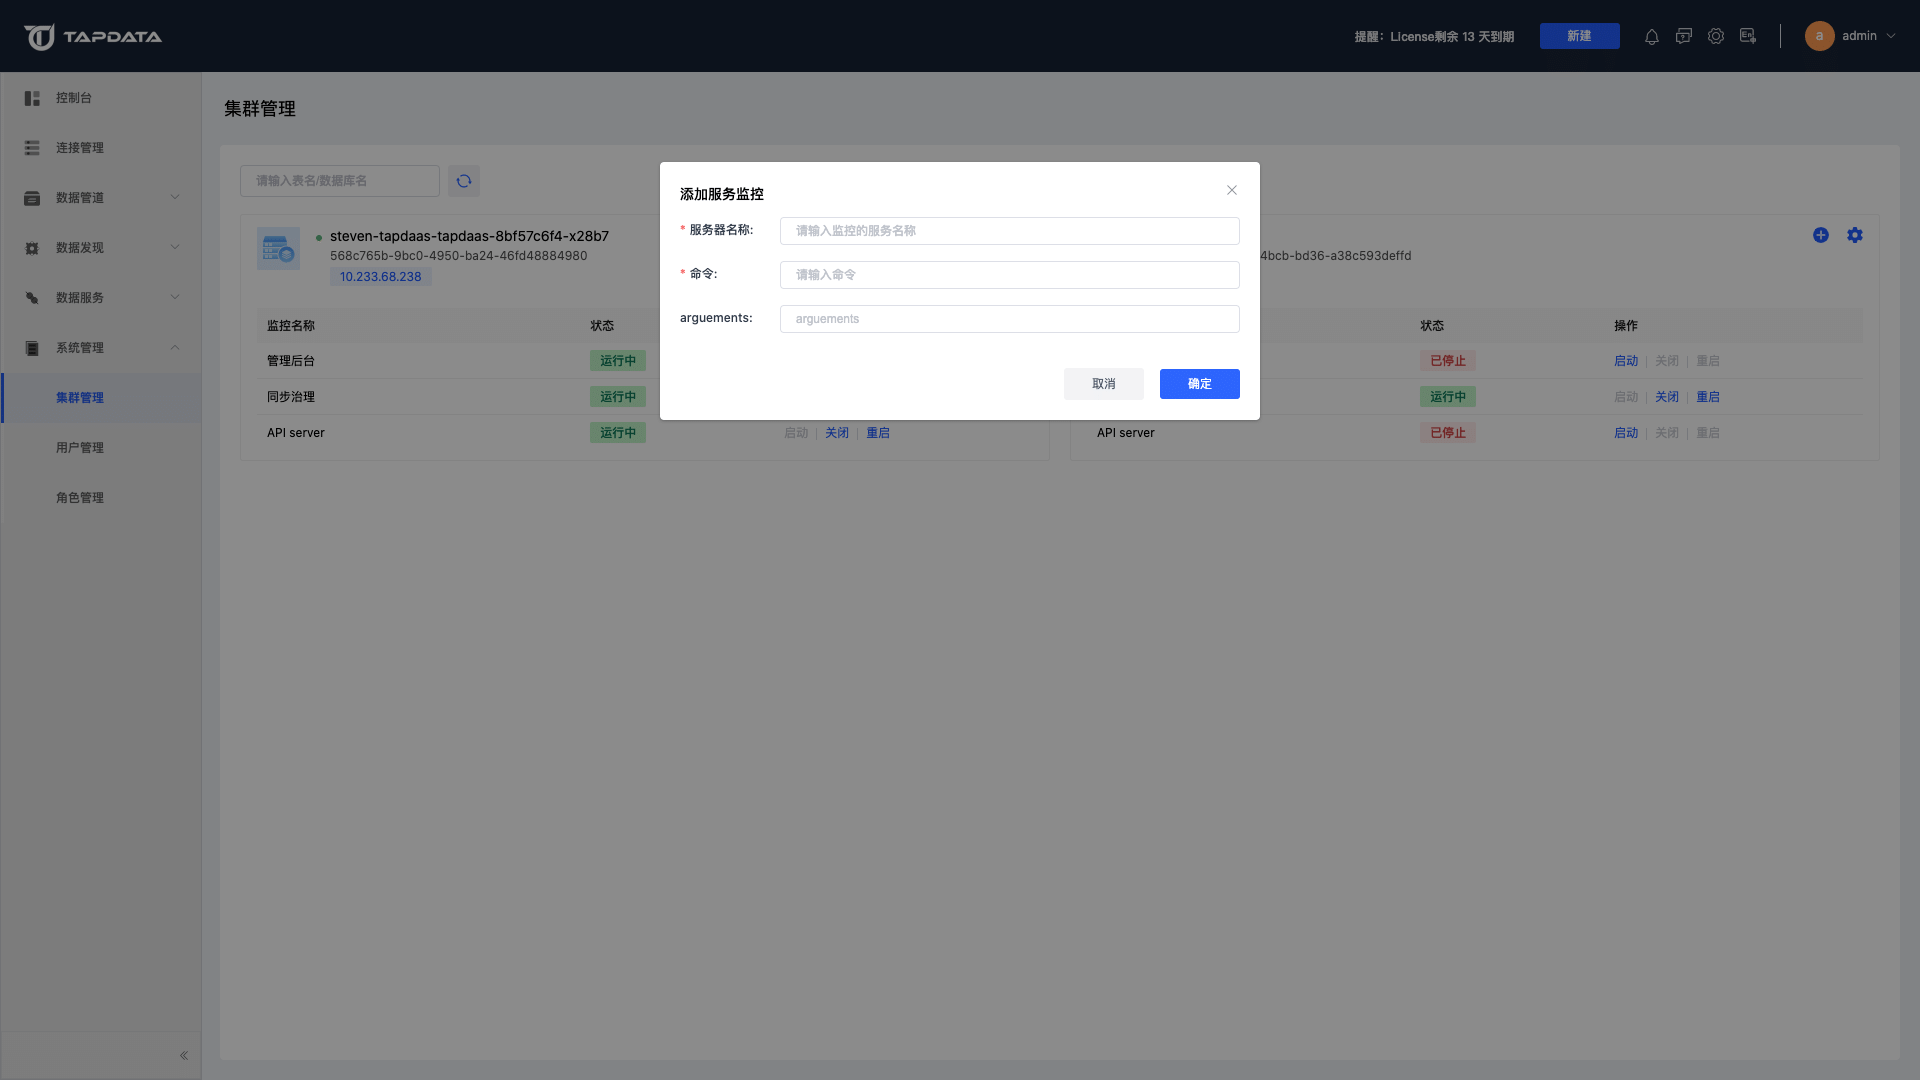 TAPDATA
提醒：License剩余 13 天到期
新建
a
admin
控制台
连接管理
数据管道
数据发现
数据服务
系统管理
集群管理
用户管理
角色管理
集群管理
请输入表名/数据库名
steven-tapdaas-tapdaas-8bf57c6f4-x28b7
568c765b-9bc0-4950-ba24-46fd48884980
10.233.68.238
监控名称 状态
管理后台 运行中
同步治理 运行中
API server 运行中 启动 关闭 重启
添加服务监控
* 服务器名称: 请输入监控的服务名称
* 命令: 请输入命令
arguements: arguements
取消 确定
4bcb-bd36-a38c593deffd
状态 操作
已停止 启动 关闭 重启
运行中 启动 关闭 重启
API server 已停止 启动 关闭 重启